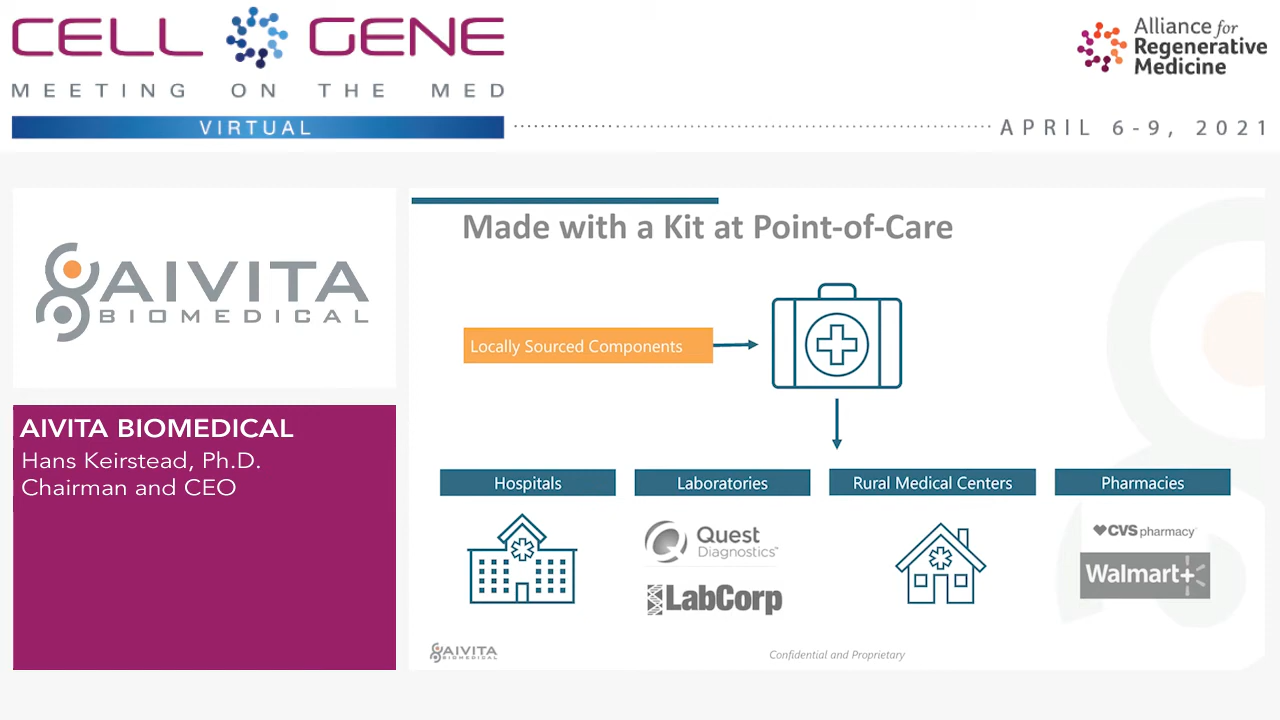 CELL GENE
MEETING ON THE MED
VIRTUAL
Alliance for
Regenerative
Medicine
APRIL 6-9, 2021
AIVITA
BIOMEDICAL
AIVITA BIOMEDICAL
Hans Keirstead, Ph.D.
Chairman and CEO
Made with a Kit at Point-of-Care
Locally Sourced Components
Hospitals
Laboratories
Rural Medical Centers
Pharmacies
Quest
Diagnostics™
LabCorp
CVS pharmacy
Walmart+
AIVITA
BIOMEDICAL
Confidential and Proprietary